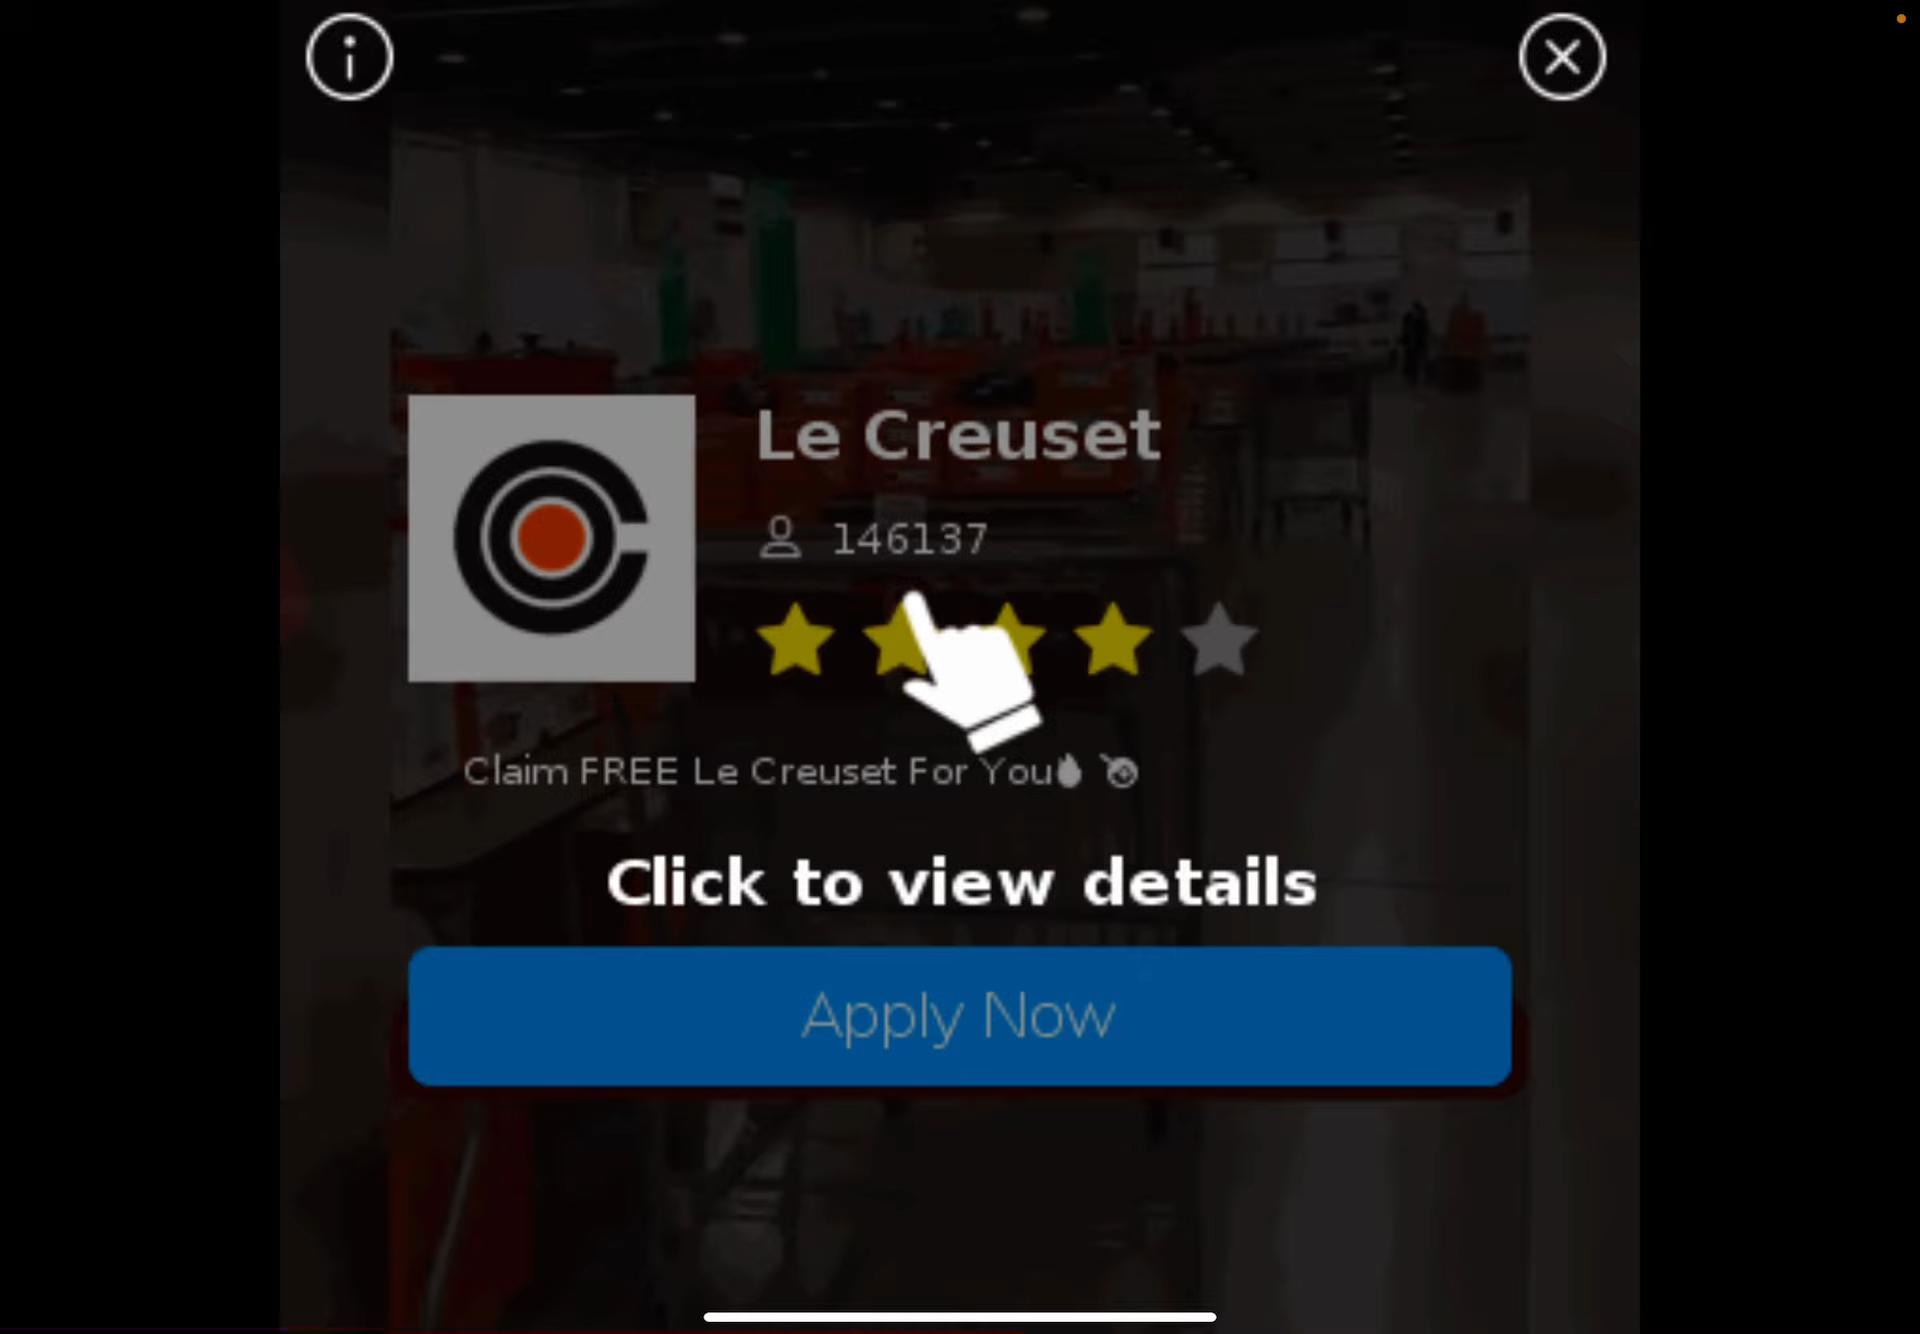 Le Creuset
146137
Claim FREE Le Creuset For You
Click to view details
Apply Now